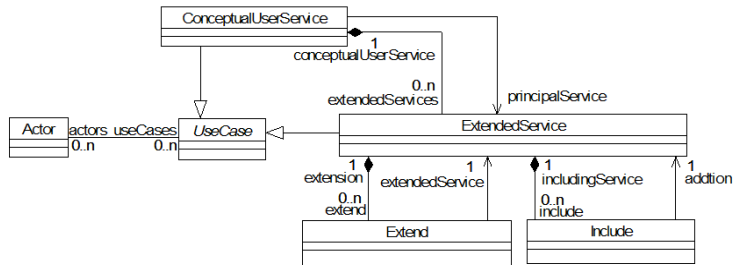 ConceptualUserService
1
conceptualUserService
0..n
extendedServices
principalService
Actor
actors useCases
0..n 0..n
UseCase
ExtendedService
1 1 1 1
extension extendedService includingService addtion
0..n 0..n
extend include
Extend Include